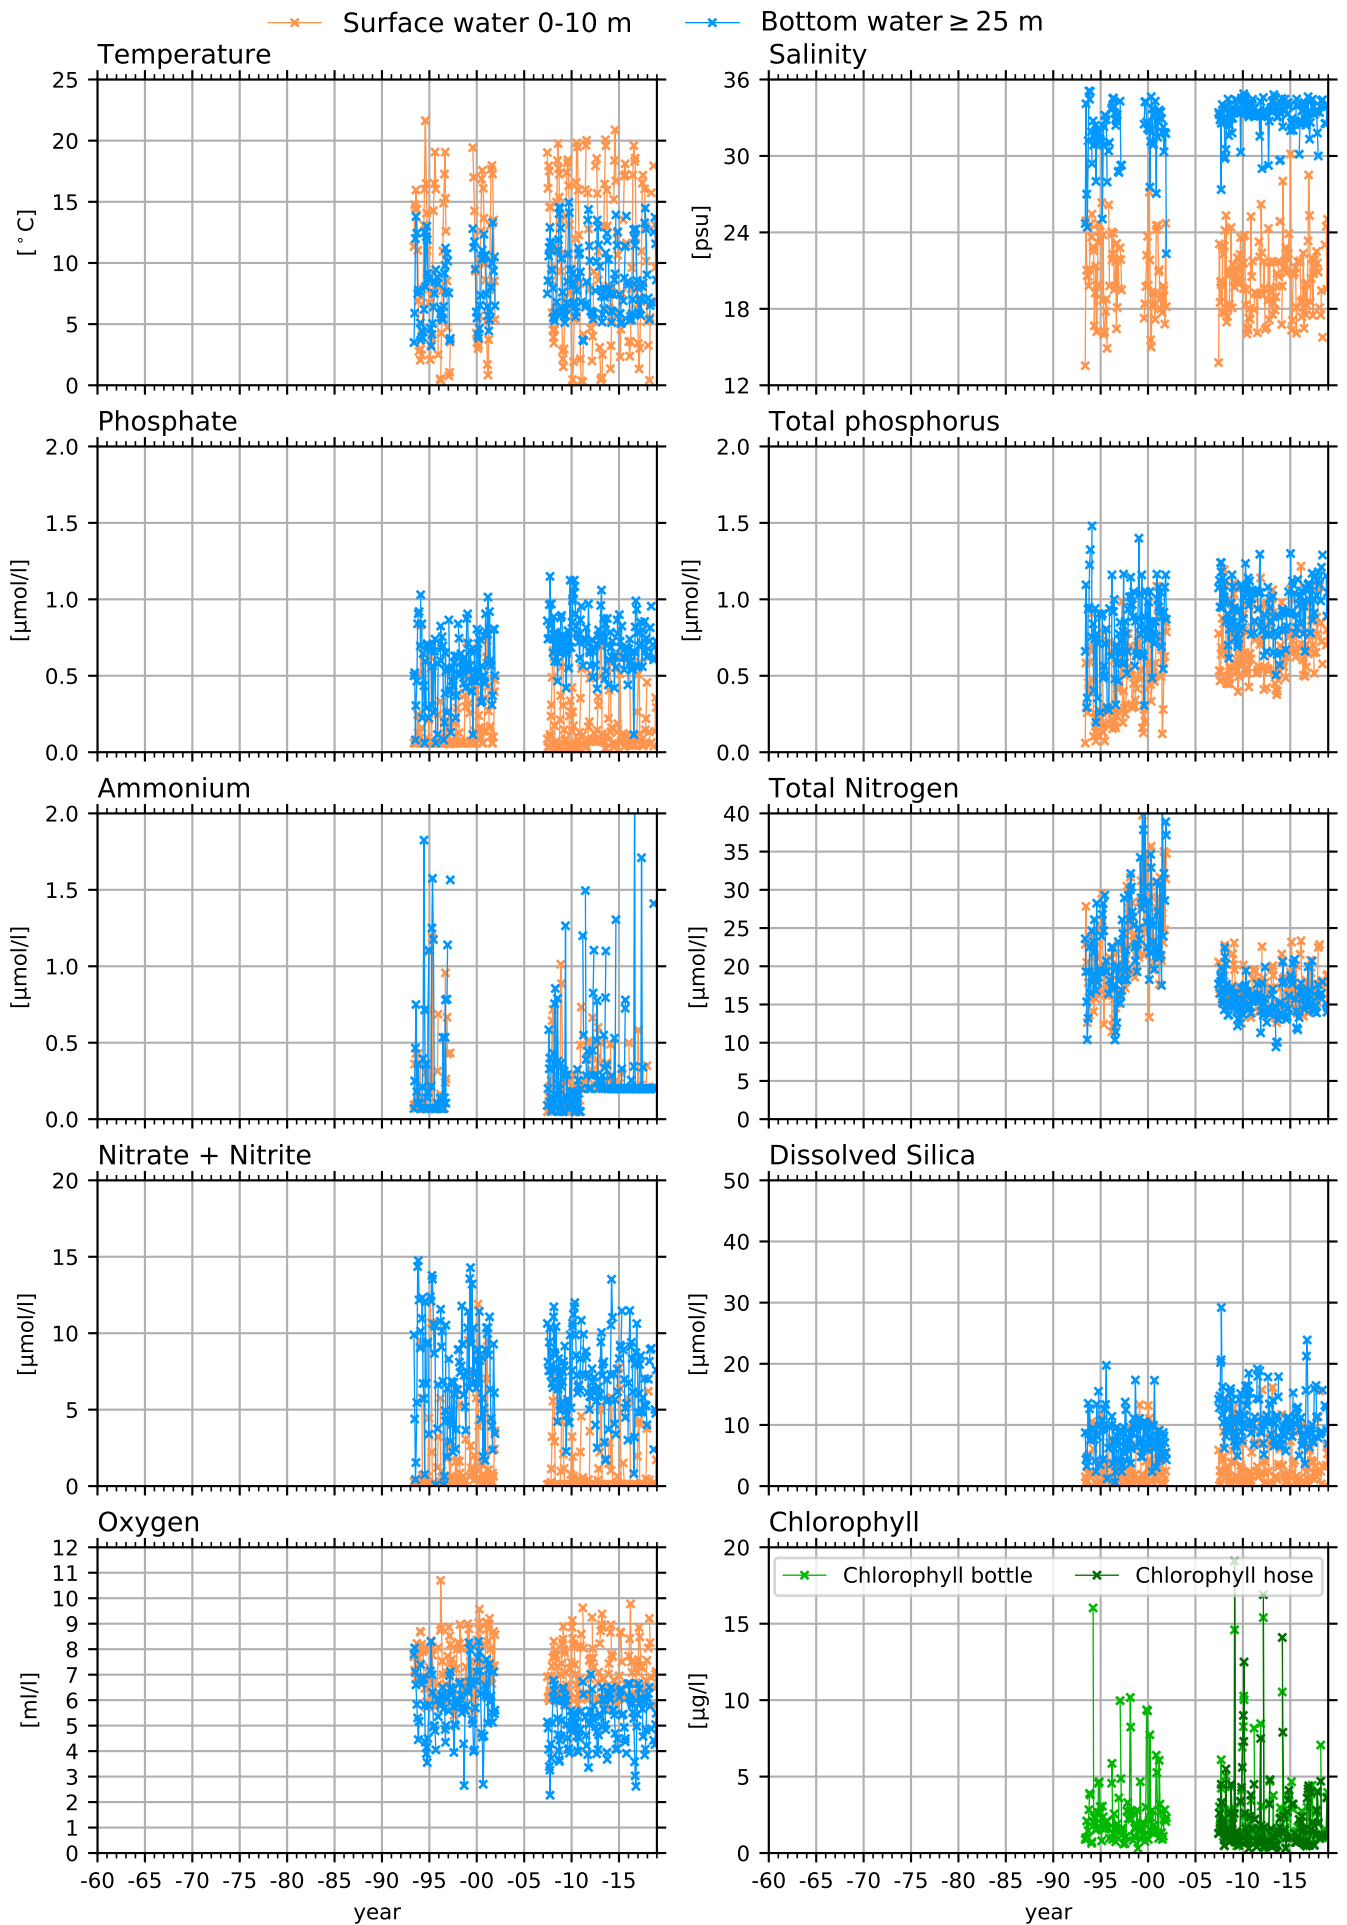 Surface water 0-10 m
Bottom water ≥ 25 m
Temperature
Salinity
25
20
15
10
5
0
[°C]
36
30
24
18
12
[psu]
Phosphate
Total phosphorus
2.0
1.5
1.0
0.5
0.0
[µmol/l]
2.0
1.5
1.0
0.5
0.0
[µmol/l]
Ammonium
Total Nitrogen
2.0
1.5
1.0
0.5
0.0
[µmol/l]
40
35
30
25
20
15
10
5
0
[µmol/l]
Nitrate + Nitrite
Dissolved Silica
20
15
10
5
0
[µmol/l]
50
40
30
20
10
0
[µmol/l]
Oxygen
Chlorophyll
12
11
10
9
8
7
6
5
4
3
2
1
0
[ml/l]
Chlorophyll bottle
Chlorophyll hose
20
15
10
5
0
[µg/l]
-60 -65 -70 -75 -80 -85 -90 -95 -00 -05 -10 -15
-60 -65 -70 -75 -80 -85 -90 -95 -00 -05 -10 -15
year
year